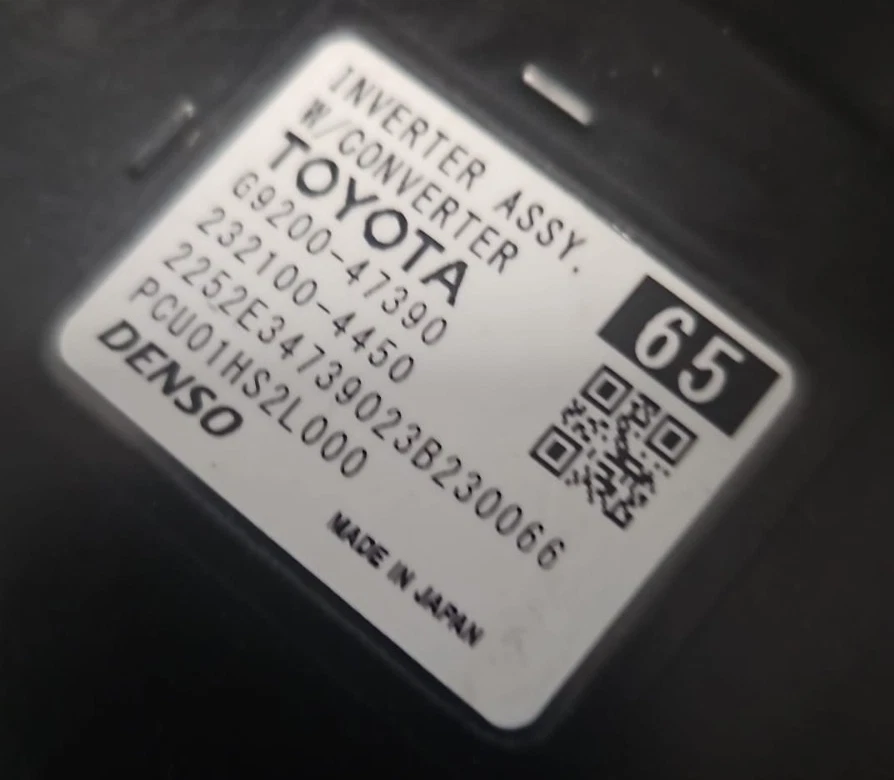 INVERTER ASSY.
W/CONVERTER
TOYOTA
G9200-47390
232100-4450
2252E34739023B230066
PCU01HS2L000
DENSO
65
MADE IN JAPAN